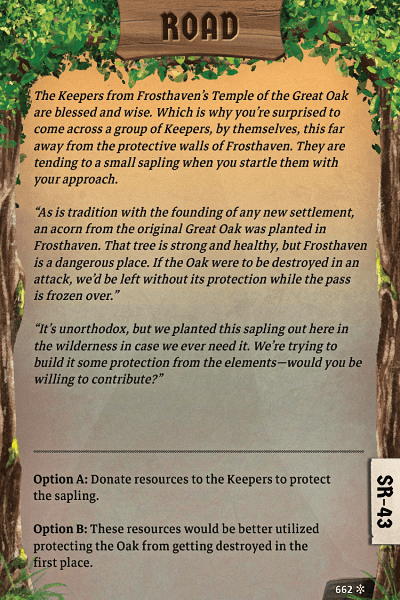 ROAD
The Keepers from Frosthaven’s Temple of the Great Oak
are blessed and wise. Which is why you’re surprised to
come across a group of Keepers, by themselves, this far
away from the protective walls of Frosthaven. They are
tending to a small sapling when you startle them with
your approach.
“As is tradition with the founding of any new settlement,
an acorn from the original Great Oak was planted in
Frosthaven. That tree is strong and healthy, but Frosthaven
is a dangerous place. If the Oak were to be destroyed in an
attack, we’d be left without its protection while the pass
is frozen over.”
“It’s unorthodox, but we planted this sapling out here in
the wilderness in case we ever need it. We’re trying to
build it some protection from the elements—would you be
willing to contribute?”
Option A: Donate resources to the Keepers to protect
the sapling.
Option B: These resources would be better utilized
protecting the Oak from getting destroyed in the
first place.
SR-43
662